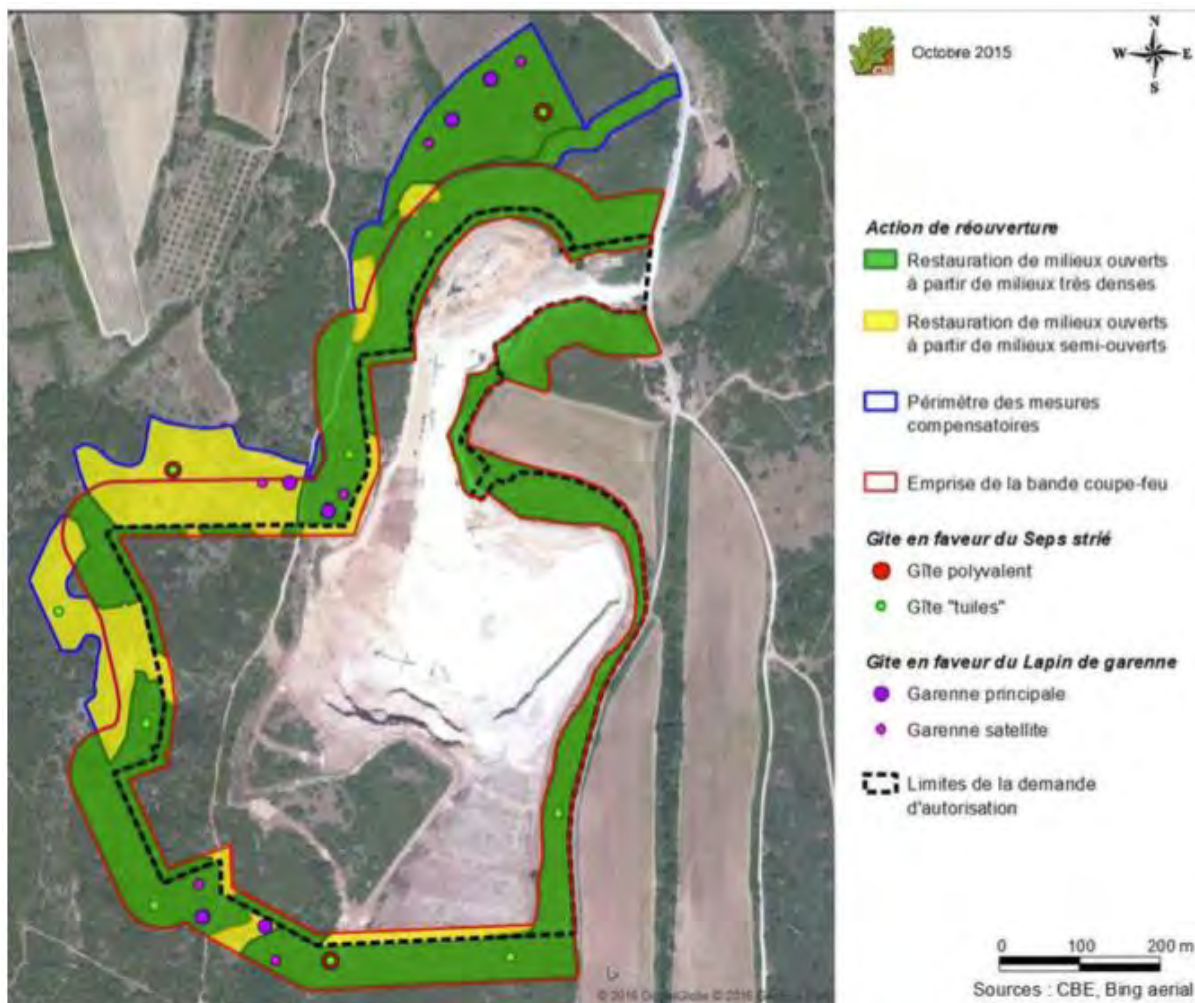 Octobre 2015
N
W E
S
Action de réouverture
Restauration de milieux ouverts
à partir de milieux très denses
Restauration de milieux ouverts
à partir de milieux semi-ouverts
Périmètre des mesures
compensatoires
Emprise de la bande coupe-feu
Gîte en faveur du Seps strié
Gîte polyvalent
Gîte "tuiles"
Gîte en faveur du Lapin de garenne
Garenne principale
Garenne satellite
Limites de la demande
d'autorisation
0 100 200 m
Sources : CBE, Bing aerial
© 2016 DigitalGlobe © 2016